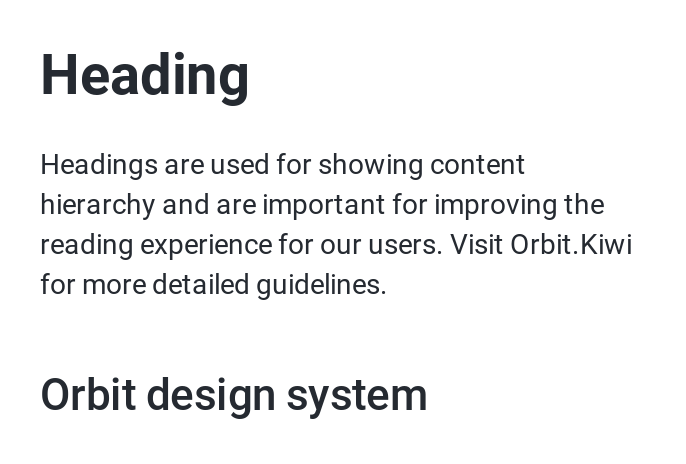 Heading
Headings are used for showing content
hierarchy and are important for improving the
reading experience for our users. Visit Orbit.Kiwi
for more detailed guidelines.
Orbit design system